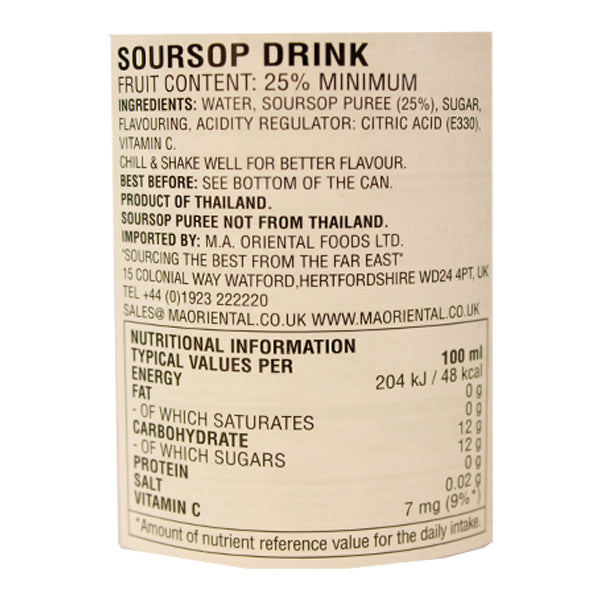 SOURSOP DRINK
FRUIT CONTENT: 25% MINIMUM
INGREDIENTS: WATER, SOURSOP PUREE (25%), SUGAR,
FLAVOURING, ACIDITY REGULATOR: CITRIC ACID (E330),
VITAMIN C.
CHILL & SHAKE WELL FOR BETTER FLAVOUR.
BEST BEFORE: SEE BOTTOM OF THE CAN.
PRODUCT OF THAILAND.
SOURSOP PUREE NOT FROM THAILAND.
IMPORTED BY: M.A. ORIENTAL FOODS LTD.
"SOURCING THE BEST FROM THE FAR EAST"
15 COLONIAL WAY WATFORD,HERTFORDSHIRE WD24 4PT, UK
TEL +44 (0)1923 222220
SALES@ MAORIENTAL.CO.UK WWW.MAORIENTAL.CO.UK
NUTRITIONAL INFORMATION
TYPICAL VALUES PER 100 ml
ENERGY 204 kJ / 48 kcal
FAT 0 g
- OF WHICH SATURATES 0 g
CARBOHYDRATE 12 g
- OF WHICH SUGARS 12 g
PROTEIN 0 g
SALT 0.02 g
VITAMIN C 7 mg (9%*)
*Amount of nutrient reference value for the daily intake.